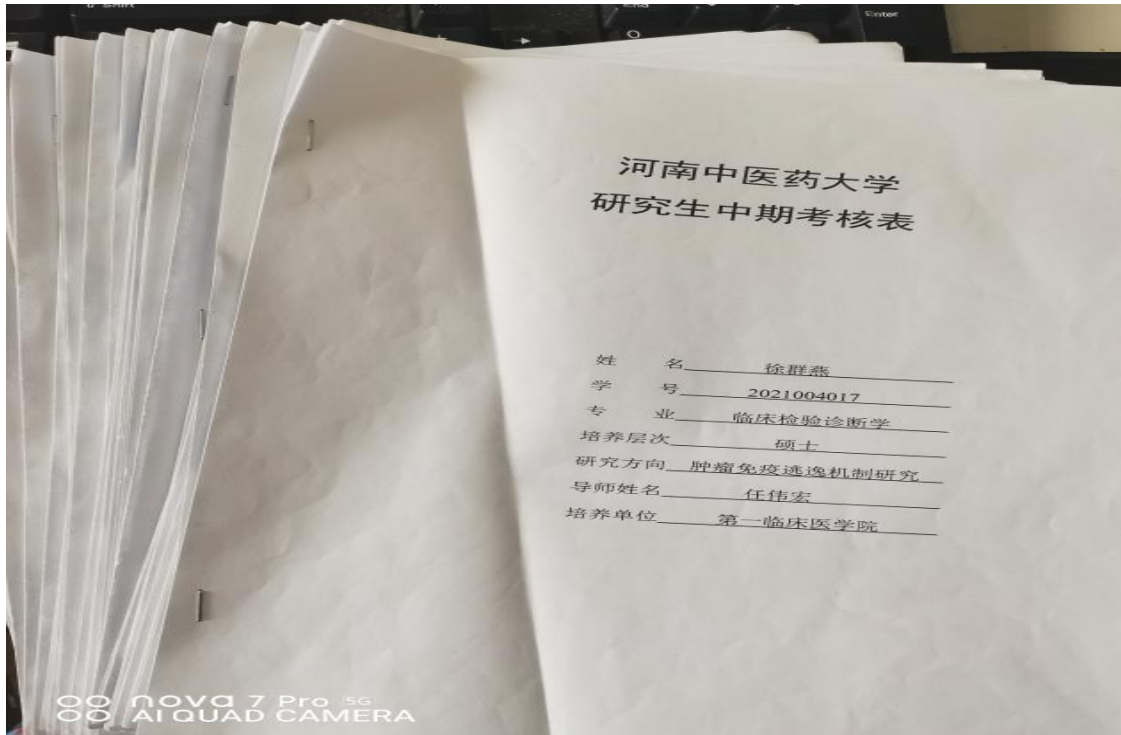 Shift
End
Enter
河南中医药大学
研究生中期考核表
姓 名 徐群燕
学 号 2021004017
专 业 临床检验诊断学
培养层次 硕士
研究方向 肿瘤免疫逃逸机制研究
导师姓名 任伟宏
培养单位 第一临床医学院
nova 7 Pro 5G
AI QUAD CAMERA